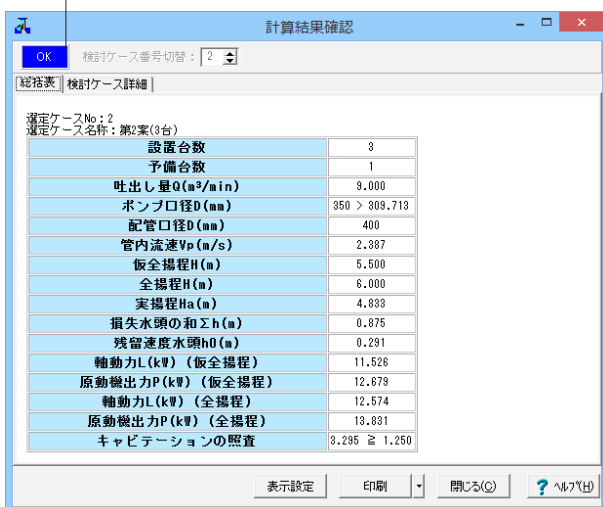 計算結果確認
OK 検討ケース番号切替： 2
総括表 検討ケース詳細
選定ケースNo：2
選定ケース名称：第2案(3台)
設置台数 3
予備台数 1
吐出し量Q(m³/min) 9.000
ポンプ口径D(mm) 350 > 309.713
配管口径D(mm) 400
管内流速Vp(m/s) 2.387
仮全揚程H(m) 5.500
全揚程H(m) 6.000
実揚程Ha(m) 4.833
損失水頭の和Σh(m) 0.875
残留速度水頭h0(m) 0.291
軸動力L(kW) (仮全揚程) 11.526
原動機出力P(kW) (仮全揚程) 12.679
軸動力L(kW) (全揚程) 12.574
原動機出力P(kW) (全揚程) 13.831
キャビテーションの照査 3.295 ≧ 1.250
表示設定 印刷 閉じる(C) ? ヘルプ(H)